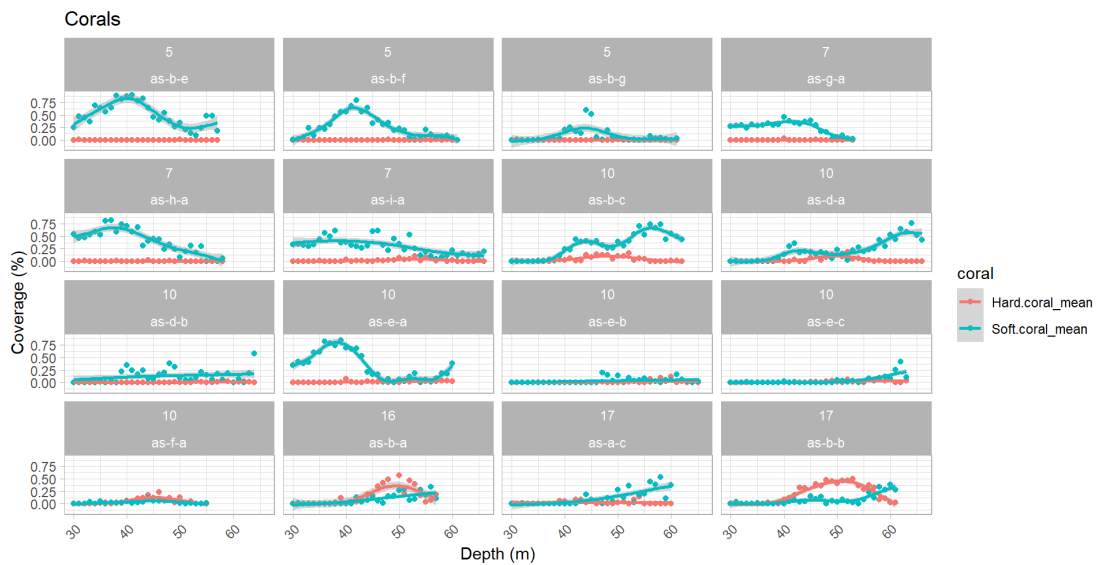 Corals
5 5 5 7
as-b-e as-b-f as-b-g as-g-a
0.75
0.50
0.25
0.00
7 7 10 10
as-h-a as-i-a as-b-c as-d-a
0.75
0.50
0.25
0.00
10 10 10 10
as-d-b as-e-a as-e-b as-e-c
0.75
0.50
0.25
0.00
10 16 17 17
as-f-a as-b-a as-a-c as-b-b
0.75
0.50
0.25
0.00
30 40 50 60 30 40 50 60 30 40 50 60 30 40 50 60
Depth (m)
Coverage (%)
coral
Hard.coral_mean
Soft.coral_mean